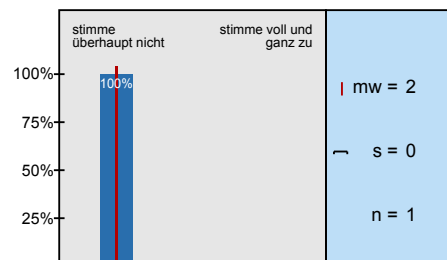 stimme
überhaupt nicht
stimme voll und
ganz zu
100%
100%
75%
50%
25%
mw = 2
s = 0
n = 1